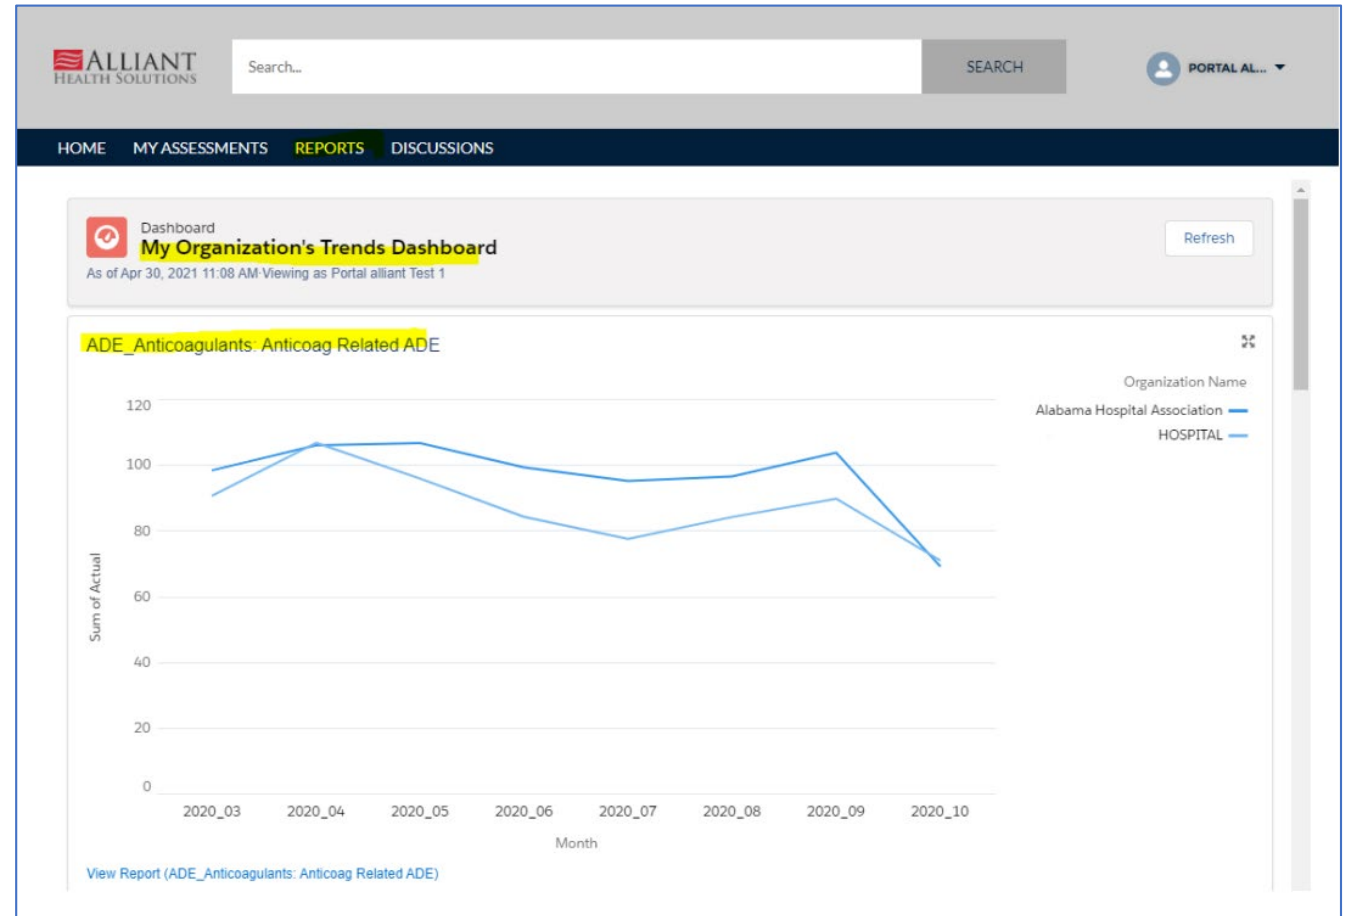 ALLIANT
HEALTH SOLUTIONS
Search...
SEARCH
PORTAL AL...
HOME MY ASSESSMENTS REPORTS DISCUSSIONS
Dashboard
My Organization's Trends Dashboard
As of Apr 30, 2021 11:08 AM·Viewing as Portal alliant Test 1
Refresh
ADE_Anticoagulants: Anticoag Related ADE
Organization Name
Alabama Hospital Association
HOSPITAL
120
100
80
60
40
20
0
Sum of Actual
2020_03 2020_04 2020_05 2020_06 2020_07 2020_08 2020_09 2020_10
Month
View Report (ADE_Anticoagulants: Anticoag Related ADE)